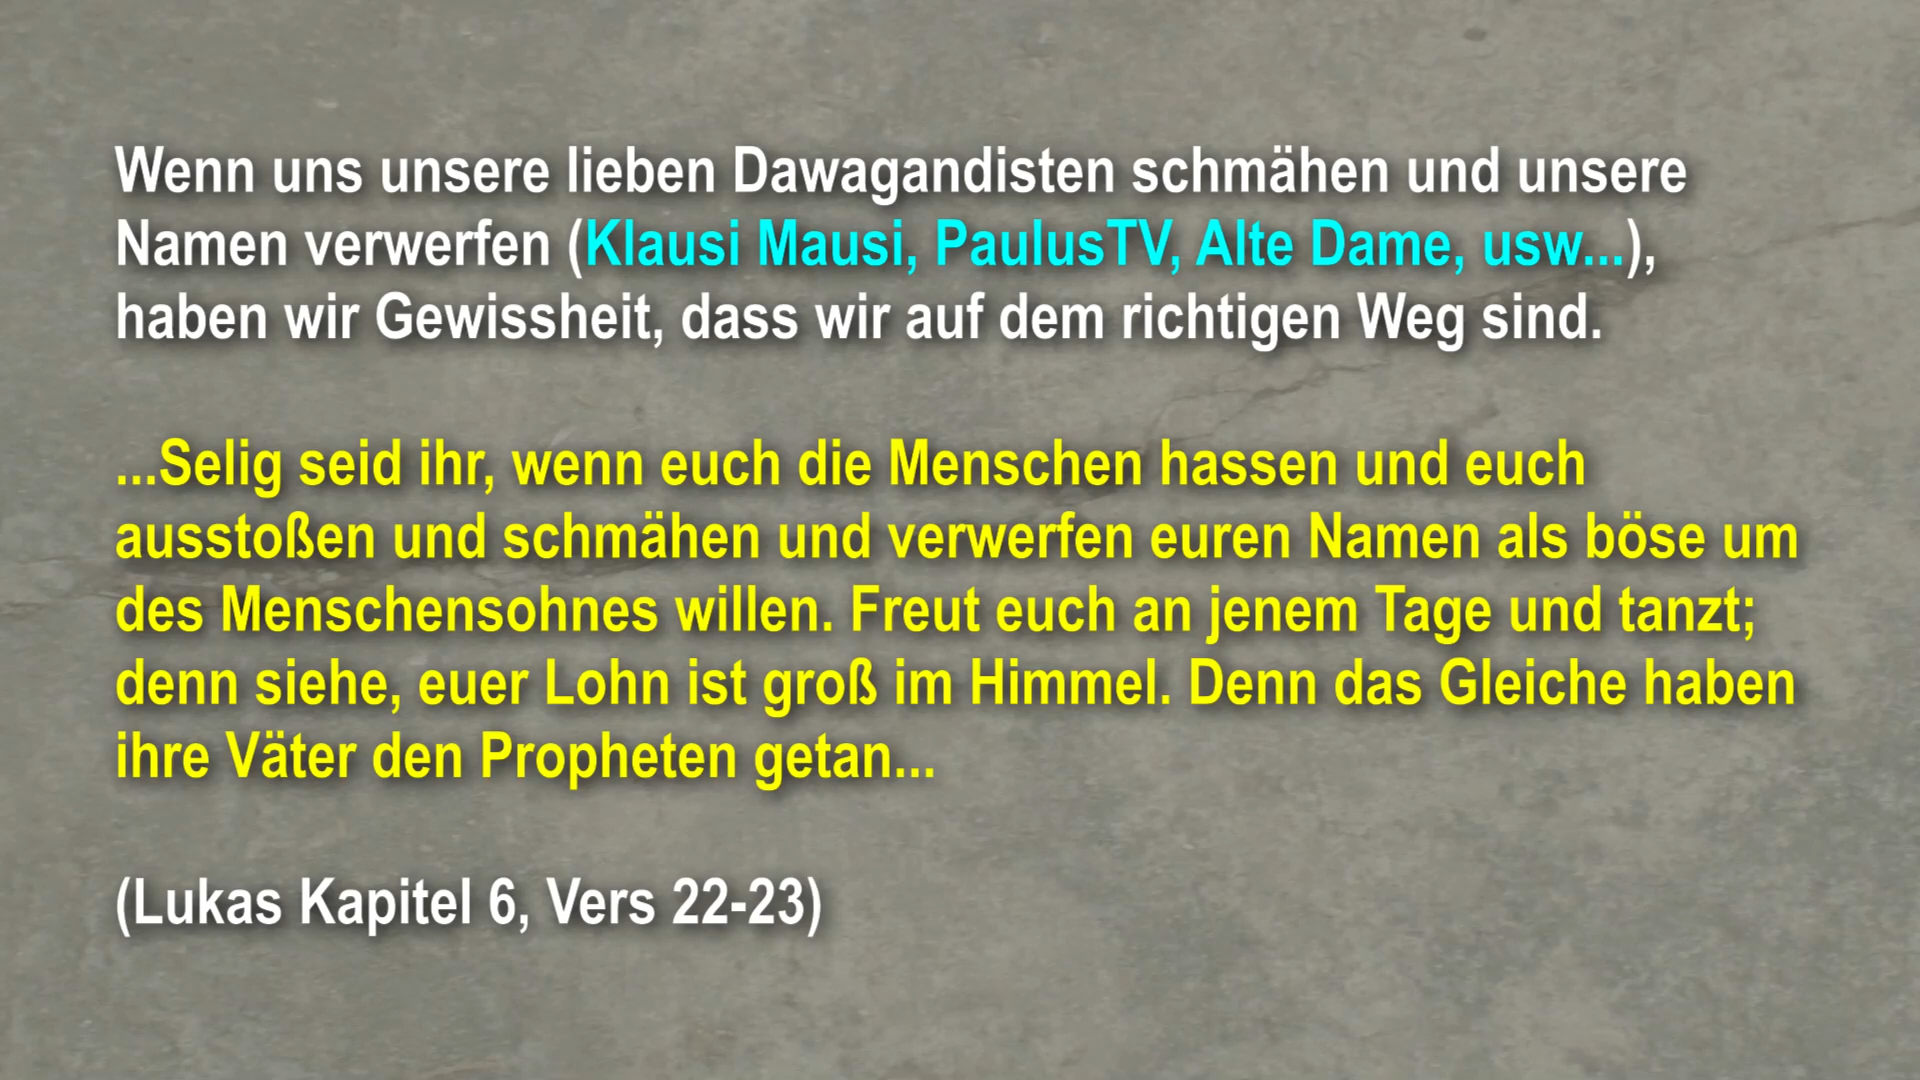 Wenn uns unsere lieben Dawagandisten schmähen und unsere
Namen verwerfen (Klausi Mausi, PaulusTV, Alte Dame, usw...),
haben wir Gewissheit, dass wir auf dem richtigen Weg sind.
...Selig seid ihr, wenn euch die Menschen hassen und euch
ausstoßen und schmähen und verwerfen euren Namen als böse um
des Menschensohnes willen. Freut euch an jenem Tage und tanzt;
denn siehe, euer Lohn ist groß im Himmel. Denn das Gleiche haben
ihre Väter den Propheten getan...
(Lukas Kapitel 6, Vers 22-23)